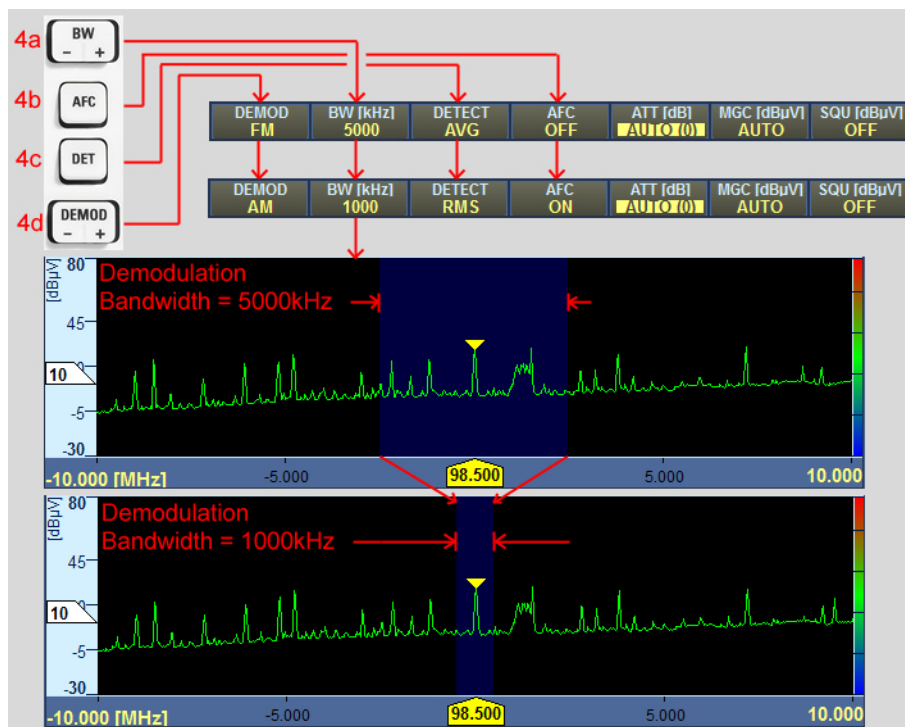 4a
BW
– +
4b
AFC
4c
DET
4d
DEMOD
– +
DEMOD BW [kHz] DETECT AFC ATT [dB] MGC [dBµV] SQU [dBµV]
FM 5000 AVG OFF AUTO (0) AUTO OFF
DEMOD BW [kHz] DETECT AFC ATT [dB] MGC [dBµV] SQU [dBµV]
AM 1000 RMS ON AUTO (0) AUTO OFF
[dBµV]
80
Demodulation
Bandwidth = 5000kHz
45
10
-5
-30
-10.000 [MHz] -5.000 98.500 5.000 10.000
[dBµV]
80
Demodulation
Bandwidth = 1000kHz
45
10
-5
-30
-10.000 [MHz] -5.000 98.500 5.000 10.000